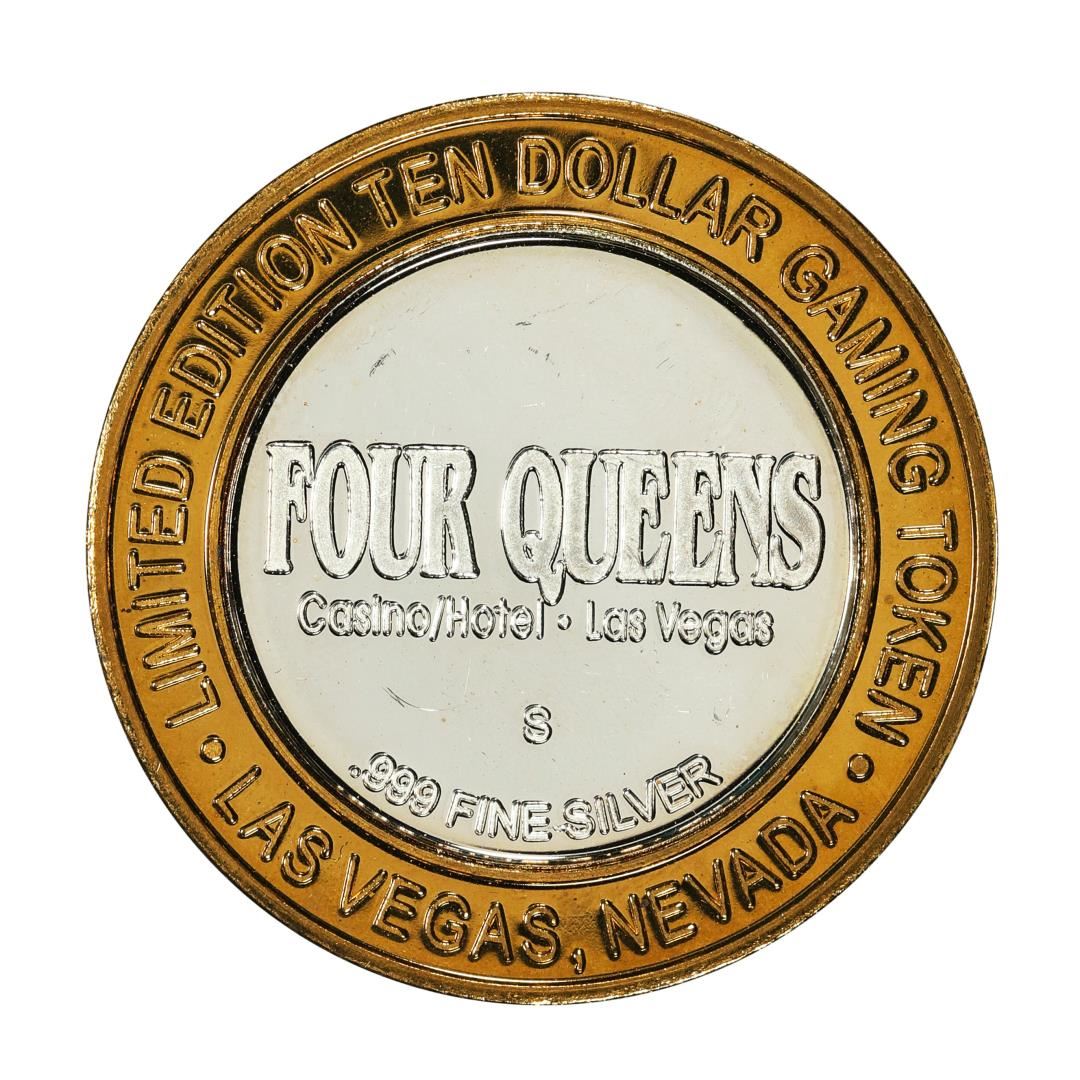 LIMITED EDITION TEN DOLLAR GAMING TOKEN
FOUR QUEENS
Casino/Hotel • Las Vegas
S
.999 FINE SILVER
• LAS VEGAS, NEVADA •